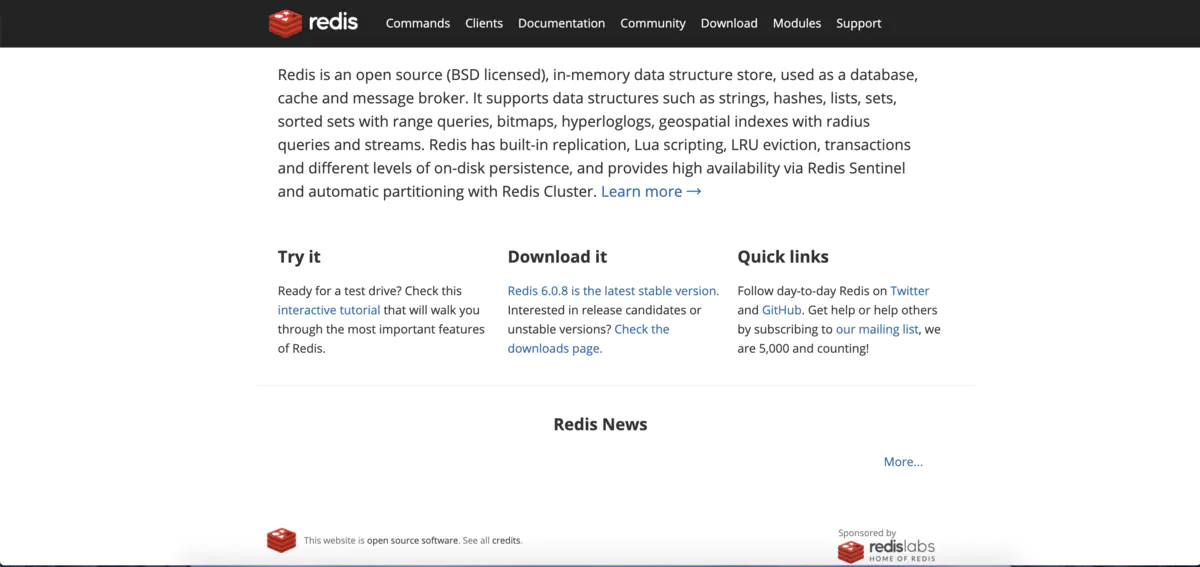 redis Commands Clients Documentation Community Download Modules Support
Redis is an open source (BSD licensed), in-memory data structure store, used as a database,
cache and message broker. It supports data structures such as strings, hashes, lists, sets,
sorted sets with range queries, bitmaps, hyperloglogs, geospatial indexes with radius
queries and streams. Redis has built-in replication, Lua scripting, LRU eviction, transactions
and different levels of on-disk persistence, and provides high availability via Redis Sentinel
and automatic partitioning with Redis Cluster. Learn more →
Try it
Ready for a test drive? Check this
interactive tutorial that will walk you
through the most important features
of Redis.
Download it
Redis 6.0.8 is the latest stable version.
Interested in release candidates or
unstable versions? Check the
downloads page.
Quick links
Follow day-to-day Redis on Twitter
and GitHub. Get help or help others
by subscribing to our mailing list, we
are 5,000 and counting!
Redis News
More...
This website is open source software. See all credits.
Sponsored by
redislabs
HOME OF REDIS